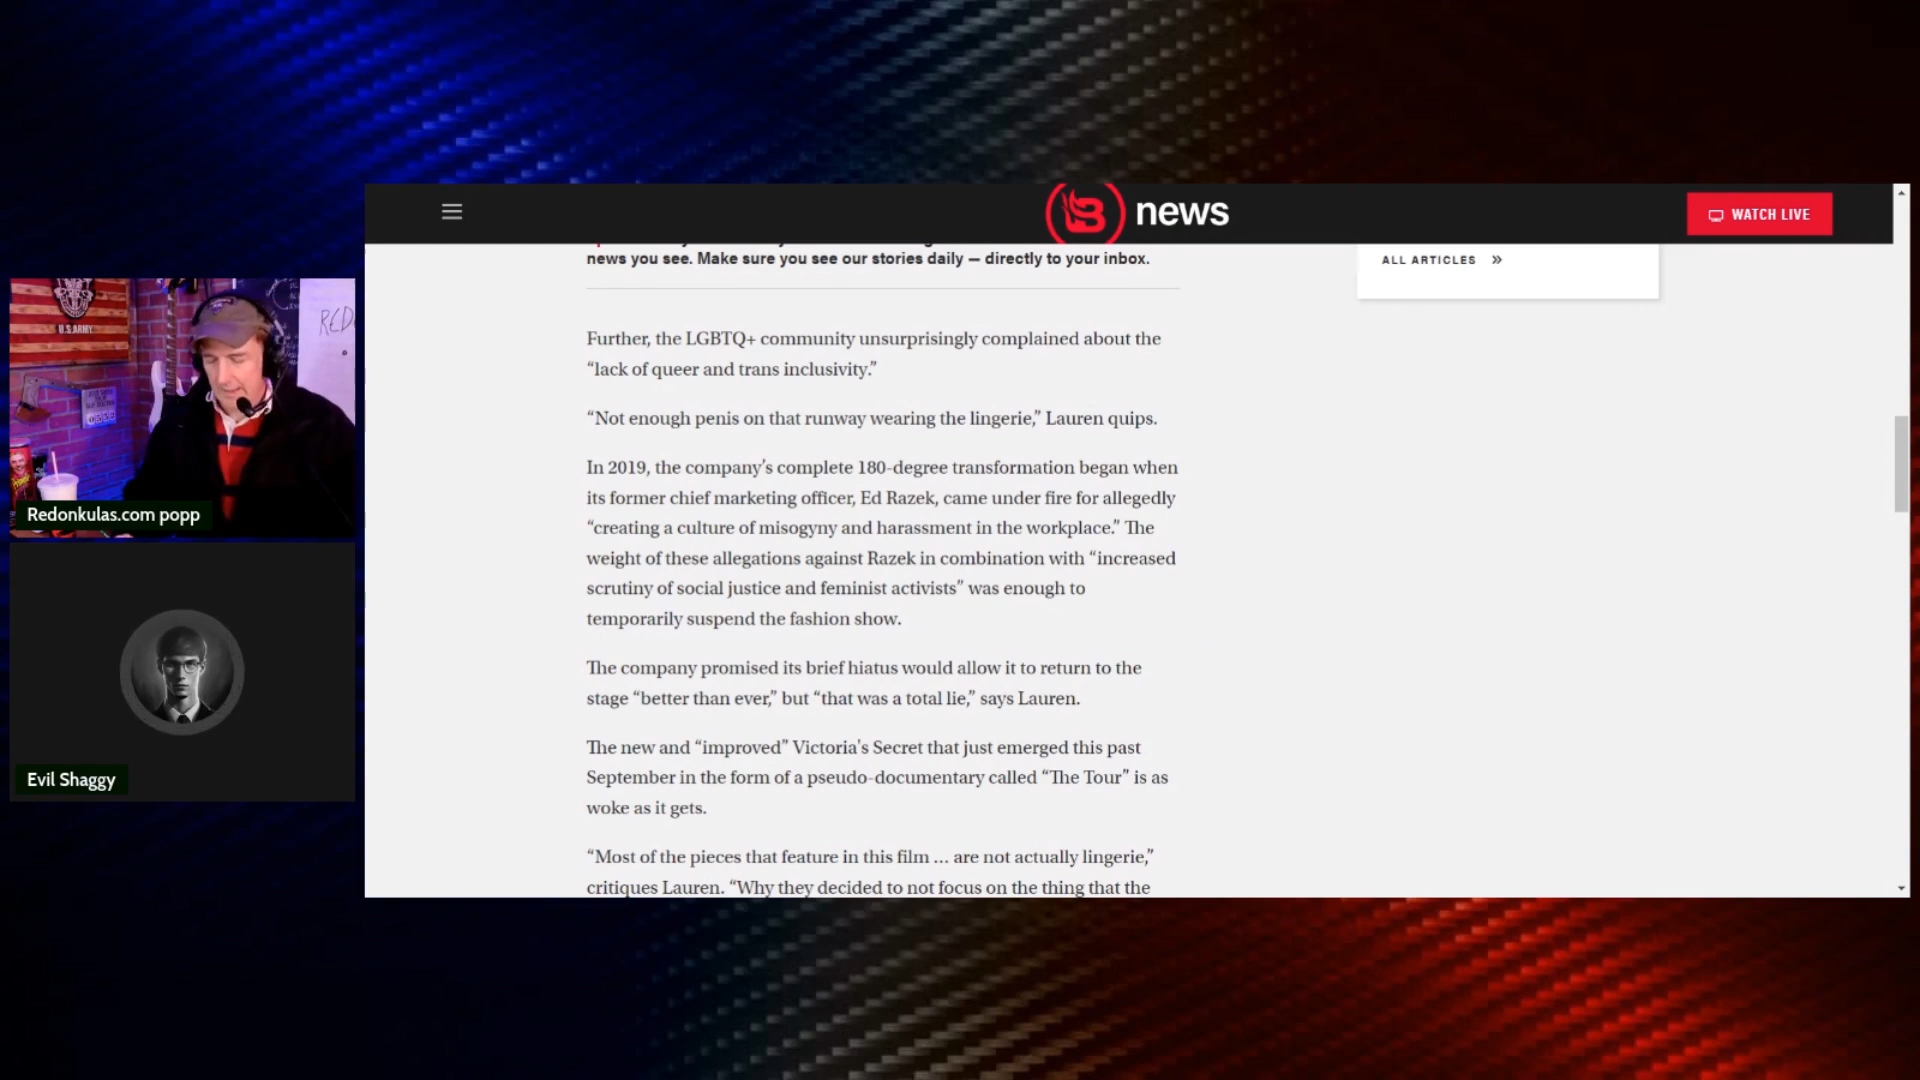 news
WATCH LIVE
news you see. Make sure you see our stories daily — directly to your inbox.
ALL ARTICLES »
Further, the LGBTQ+ community unsurprisingly complained about the
“lack of queer and trans inclusivity.”
“Not enough penis on that runway wearing the lingerie,” Lauren quips.
In 2019, the company’s complete 180-degree transformation began when
its former chief marketing officer, Ed Razek, came under fire for allegedly
“creating a culture of misogyny and harassment in the workplace.” The
weight of these allegations against Razek in combination with “increased
scrutiny of social justice and feminist activists” was enough to
temporarily suspend the fashion show.
The company promised its brief hiatus would allow it to return to the
stage “better than ever,” but “that was a total lie,” says Lauren.
The new and “improved” Victoria's Secret that just emerged this past
September in the form of a pseudo-documentary called “The Tour” is as
woke as it gets.
“Most of the pieces that feature in this film … are not actually lingerie,”
critiques Lauren. “Why they decided to not focus on the thing that the
U.S. ARMY
RED
Redonkulas.com popp
Evil Shaggy